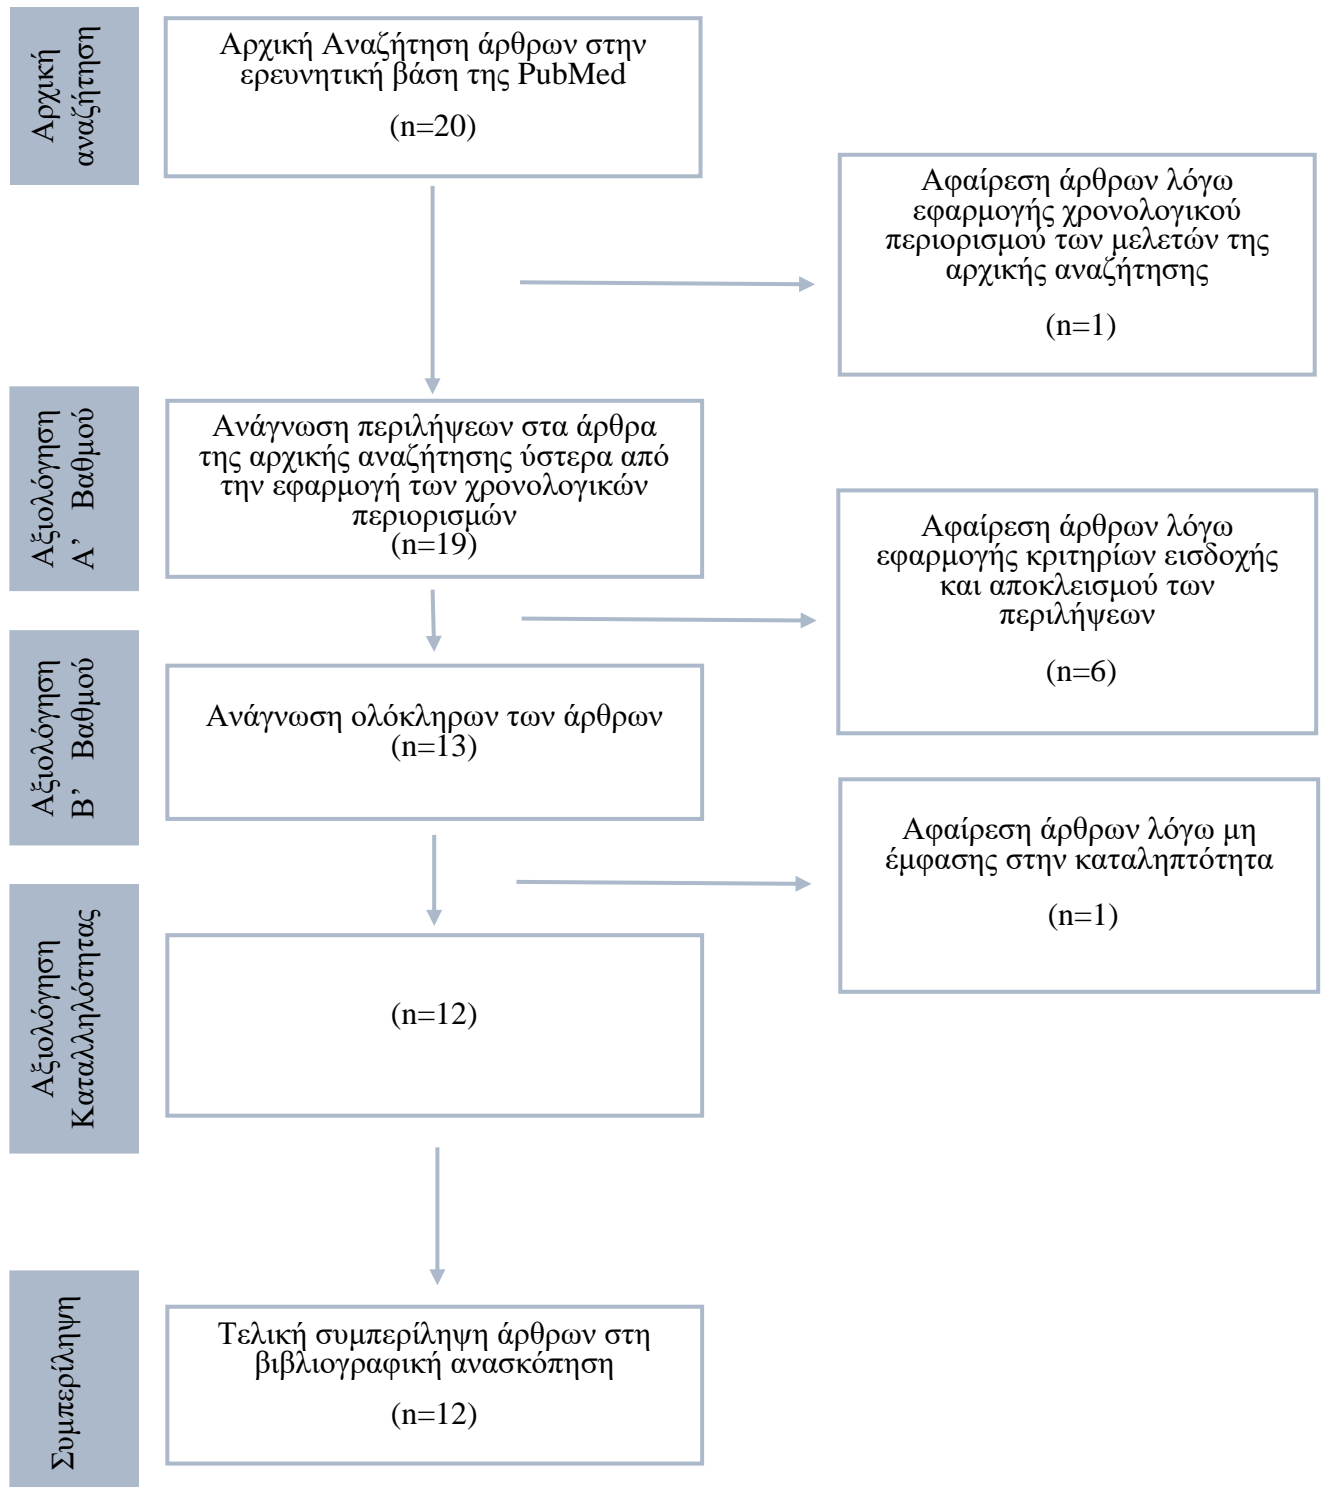 Αρχική
αναζήτηση
Αρχική Αναζήτηση άρθρων στην
ερευνητική βάση της PubMed
(n=20)
Αφαίρεση άρθρων λόγω
εφαρμογής χρονολογικού
περιορισμού των μελετών της
αρχικής αναζήτησης
(n=1)
Αξιολόγηση
Α’ Βαθμού
Ανάγνωση περιλήψεων στα άρθρα
της αρχικής αναζήτησης ύστερα από
την εφαρμογή των χρονολογικών
περιορισμών
(n=19)
Αφαίρεση άρθρων λόγω
εφαρμογής κριτηρίων εισδοχής
και αποκλεισμού των
περιλήψεων
(n=6)
Αξιολόγηση
Β’ Βαθμού
Ανάγνωση ολόκληρων των άρθρων
(n=13)
Αφαίρεση άρθρων λόγω μη
έμφασης στην καταληπτότητα
(n=1)
Αξιολόγηση
Καταλληλότητας
(n=12)
Συμπερίληψη
Τελική συμπερίληψη άρθρων στη
βιβλιογραφική ανασκόπηση
(n=12)